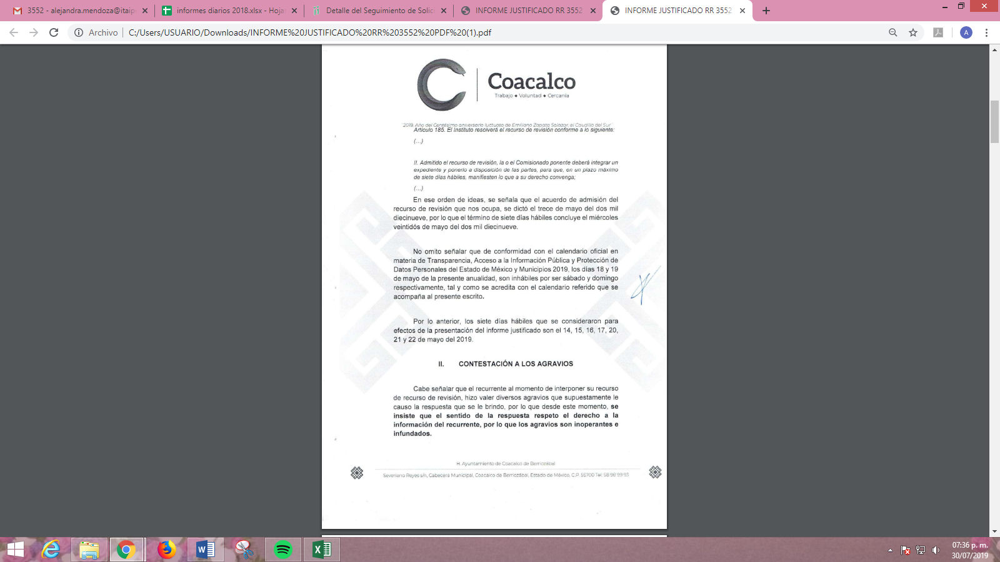 3552 - alejandra.mendoza@itaip
informes diarios 2018.xlsx - Hoja
Detalle del Seguimiento de Solic
INFORME JUSTIFICADO RR 3552
INFORME JUSTIFICADO RR 3552
Archivo
C:/Users/USUARIO/Downloads/INFORME%20JUSTIFICADO%20RR%203552%20PDF%20(1).pdf
A
Coacalco
Trabajo ♦ Voluntad ♦ Cercanía
"2019. Año del Centésimo aniversario luctuoso de Emiliano Zapata Salazar, el Caudillo del Sur"
Artículo 185. El Instituto resolverá el recurso de revisión conforme a lo siguiente:
(...)
II. Admitido el recurso de revisión, la o el Comisionado ponente deberá integrar un
expediente y ponerlo a disposición de las partes, para que, en un plazo máximo
de siete días hábiles, manifiesten lo que a su derecho convenga;
(...)
En ese orden de ideas, se señala que el acuerdo de admisión del
recurso de revisión que nos ocupa, se dictó el trece de mayo del dos mil
diecinueve, por lo que el término de siete días hábiles concluye el miércoles
veintidós de mayo del dos mil diecinueve.
No omito señalar que de conformidad con el calendario oficial en
materia de Transparencia, Acceso a la Información Pública y Protección de
Datos Personales del Estado de México y Municipios 2019, los días 18 y 19
de mayo de la presente anualidad, son inhábiles por ser sábado y domingo
respectivamente, tal y como se acredita con el calendario referido que se
acompaña al presente escrito.
Por lo anterior, los siete días hábiles que se consideraron para
efectos de la presentación del informe justificado son el 14, 15, 16, 17, 20,
21 y 22 de mayo del 2019.
II. CONTESTACIÓN A LOS AGRAVIOS
Cabe señalar que el recurrente al momento de interponer su recurso
de recurso de revisión, hizo valer diversos agravios que supuestamente le
causo la respuesta que se le brindo, por lo que desde este momento, se
insiste que el sentido de la respuesta respeto el derecho a la
información del recurrente, por lo que los agravios son inoperantes e
infundados.
H. Ayuntamiento de Coacalco de Berriozábal
Severiano Reyes s/n, Cabecera Municipal, Coacalco de Berriozábal, Estado de México, C.P. 55700 Tel: 58 98 99 93
07:36 p. m.
30/07/2019